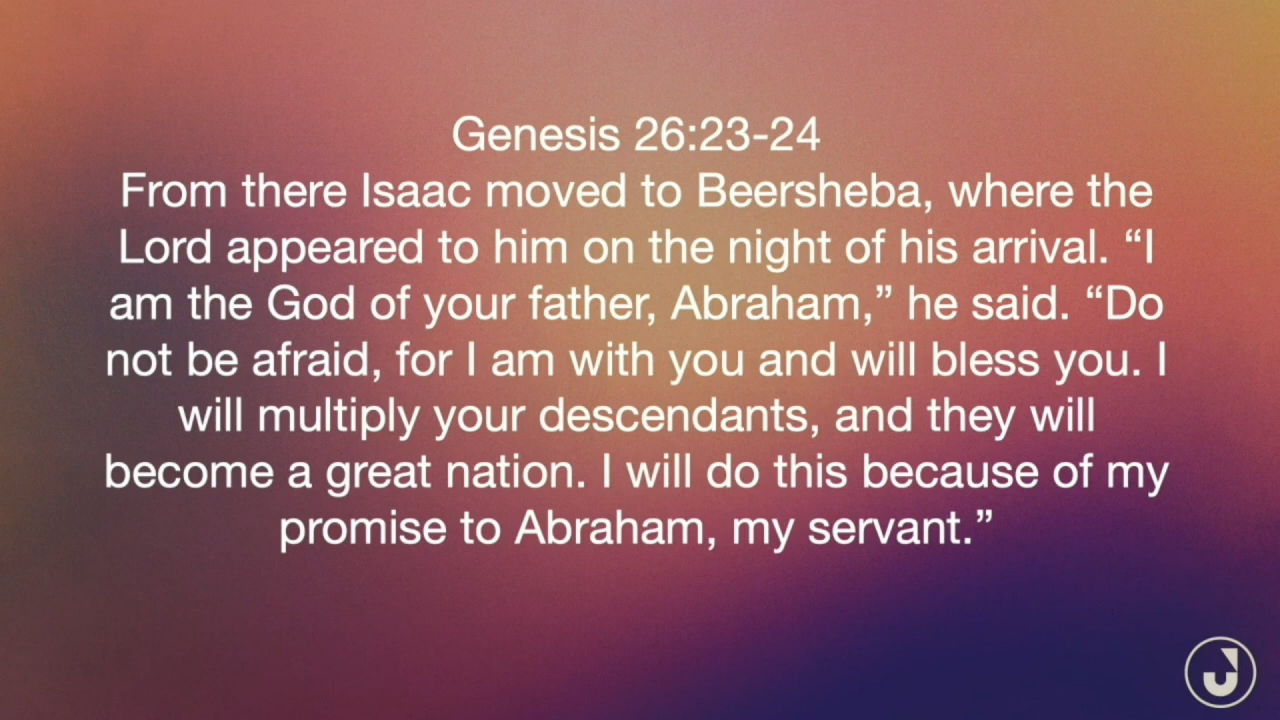 Genesis 26:23-24
From there Isaac moved to Beersheba, where the
Lord appeared to him on the night of his arrival. “I
am the God of your father, Abraham,” he said. “Do
not be afraid, for I am with you and will bless you. I
will multiply your descendants, and they will
become a great nation. I will do this because of my
promise to Abraham, my servant.”
J